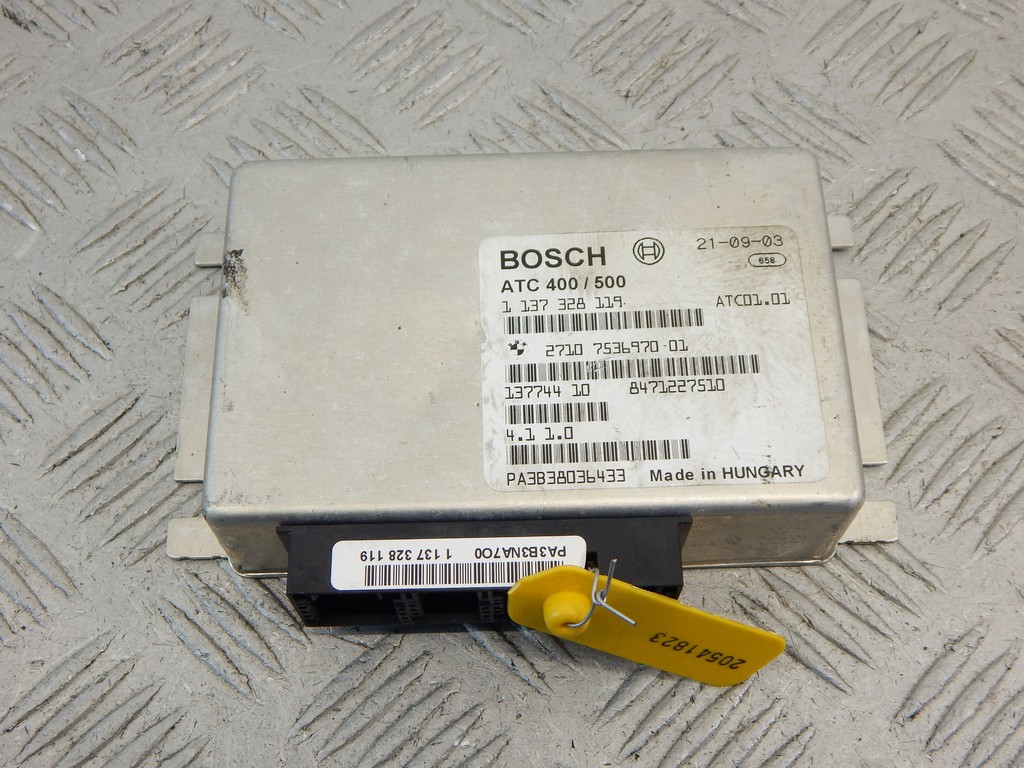 BOSCH 21-09-03
658
ATC 400 / 500
1 137 328 119. ATC01.01
2710 7536970-01
137744 10 8471227510
4.1 1.0
PA3B38036433 Made in HUNGARY
PA3B3NA700 1 137 328 119
20541823